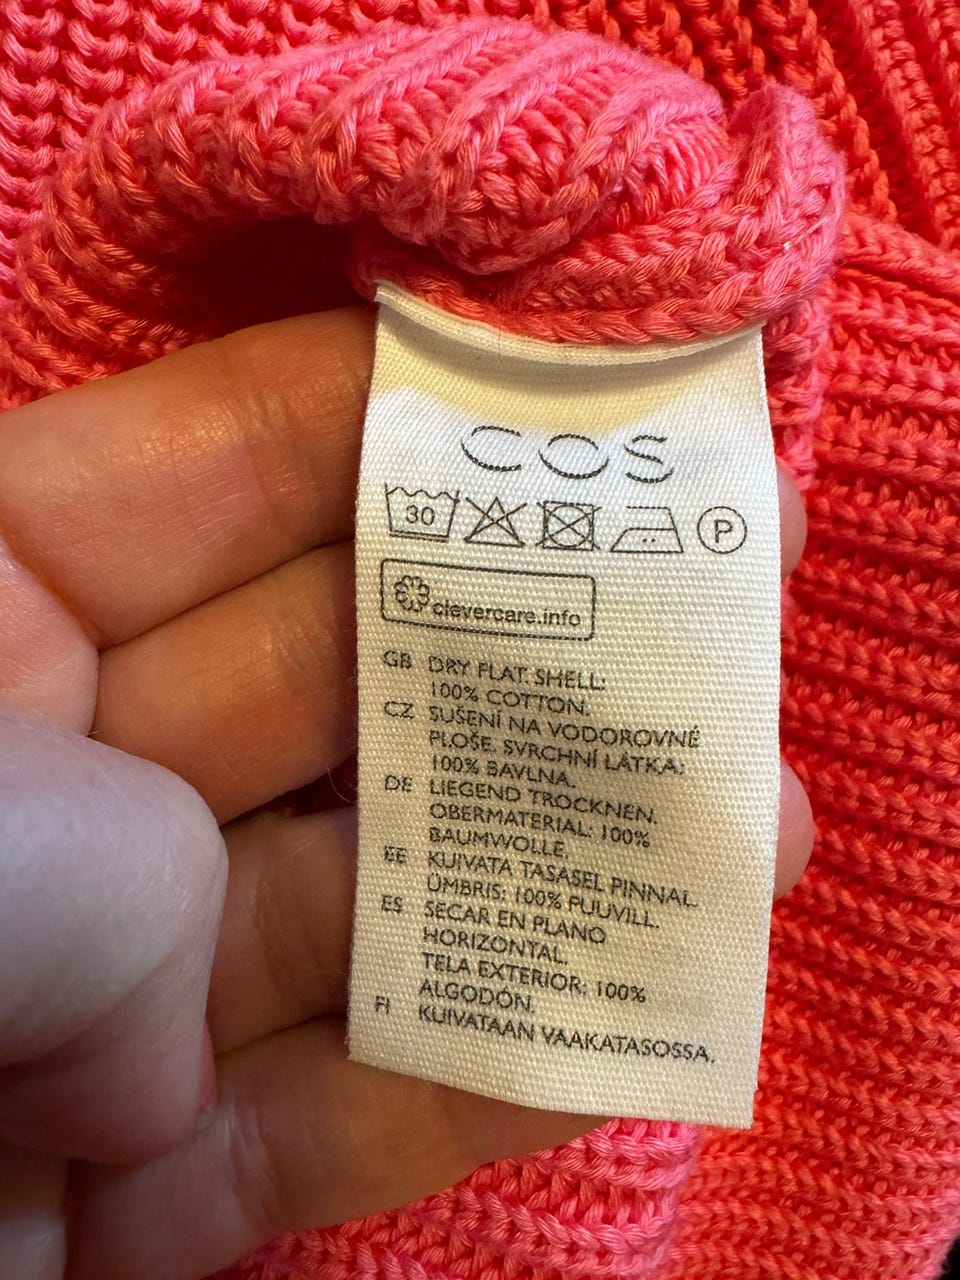 COS
30 P
clevercare.info
GB DRY FLAT. SHELL:
100% COTTON.
CZ SUŠENÍ NA VODOROVNÉ
PLOŠE. SVRCHNÍ LÁTKA:
100% BAVLNA.
DE LIEGEND TROCKNEN.
OBERMATERIAL: 100%
BAUMWOLLE.
EE KUIVATA TASASEL PINNAL.
ÜMBRIS: 100% PUUVILL.
ES SECAR EN PLANO
HORIZONTAL.
TELA EXTERIOR: 100%
ALGODÓN.
FI KUIVATAAN VAAKATASOSSA.